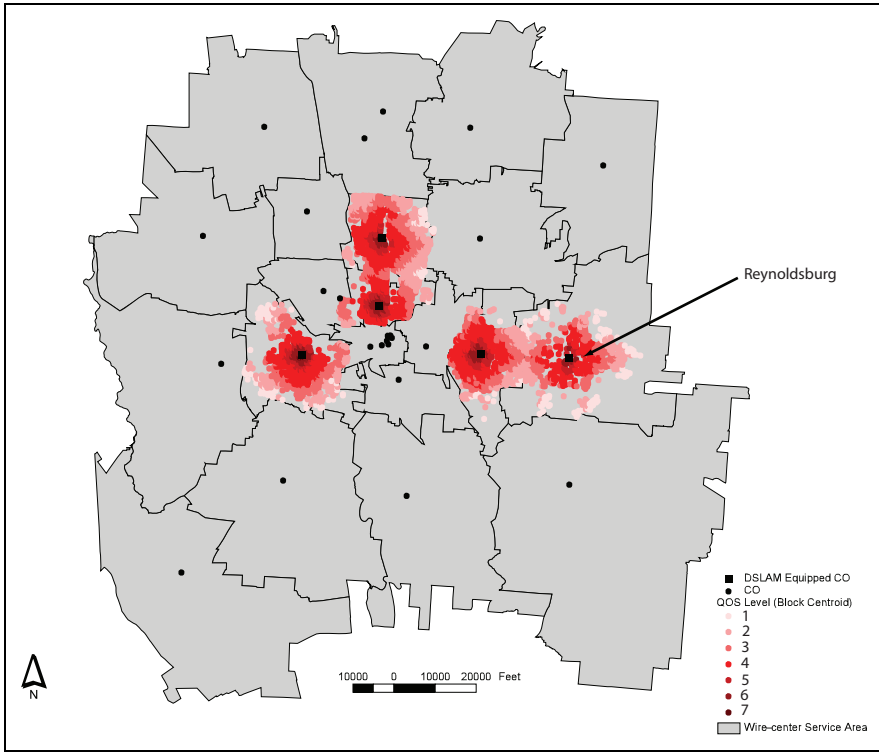 Reynoldsburg
DSLAM Equipped CO
CO
QOS Level (Block Centroid)
1
2
3
4
5
6
7
Wire-center Service Area
N
10000 0 10000 20000 Feet